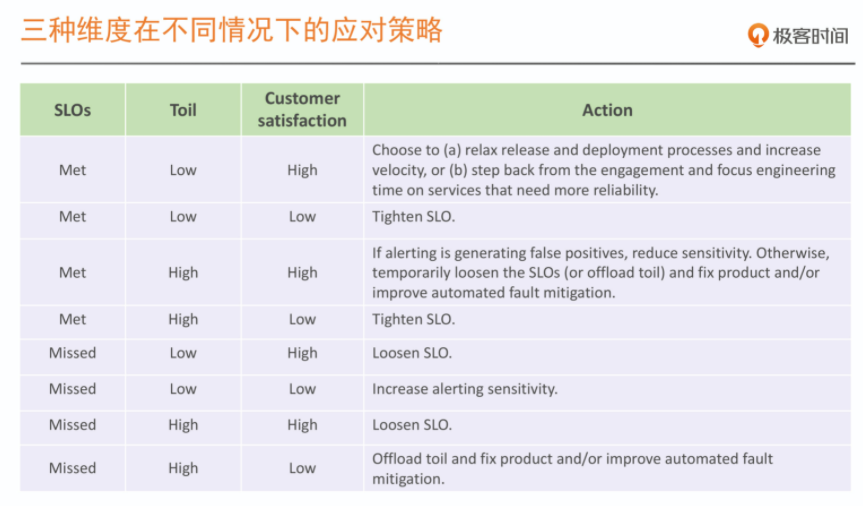 三种维度在不同情况下的应对策略
极客时间
SLOs
Toil
Customer
satisfaction
Action
Met
Low
High
Choose to (a) relax release and deployment processes and increase
velocity, or (b) step back from the engagement and focus engineering
time on services that need more reliability.
Met
Low
Low
Tighten SLO.
Met
High
High
If alerting is generating false positives, reduce sensitivity. Otherwise,
temporarily loosen the SLOs (or offload toil) and fix product and/or
improve automated fault mitigation.
Met
High
Low
Tighten SLO.
Missed
Low
High
Loosen SLO.
Missed
Low
Low
Increase alerting sensitivity.
Missed
High
High
Loosen SLO.
Missed
High
Low
Offload toil and fix product and/or improve automated fault
mitigation.